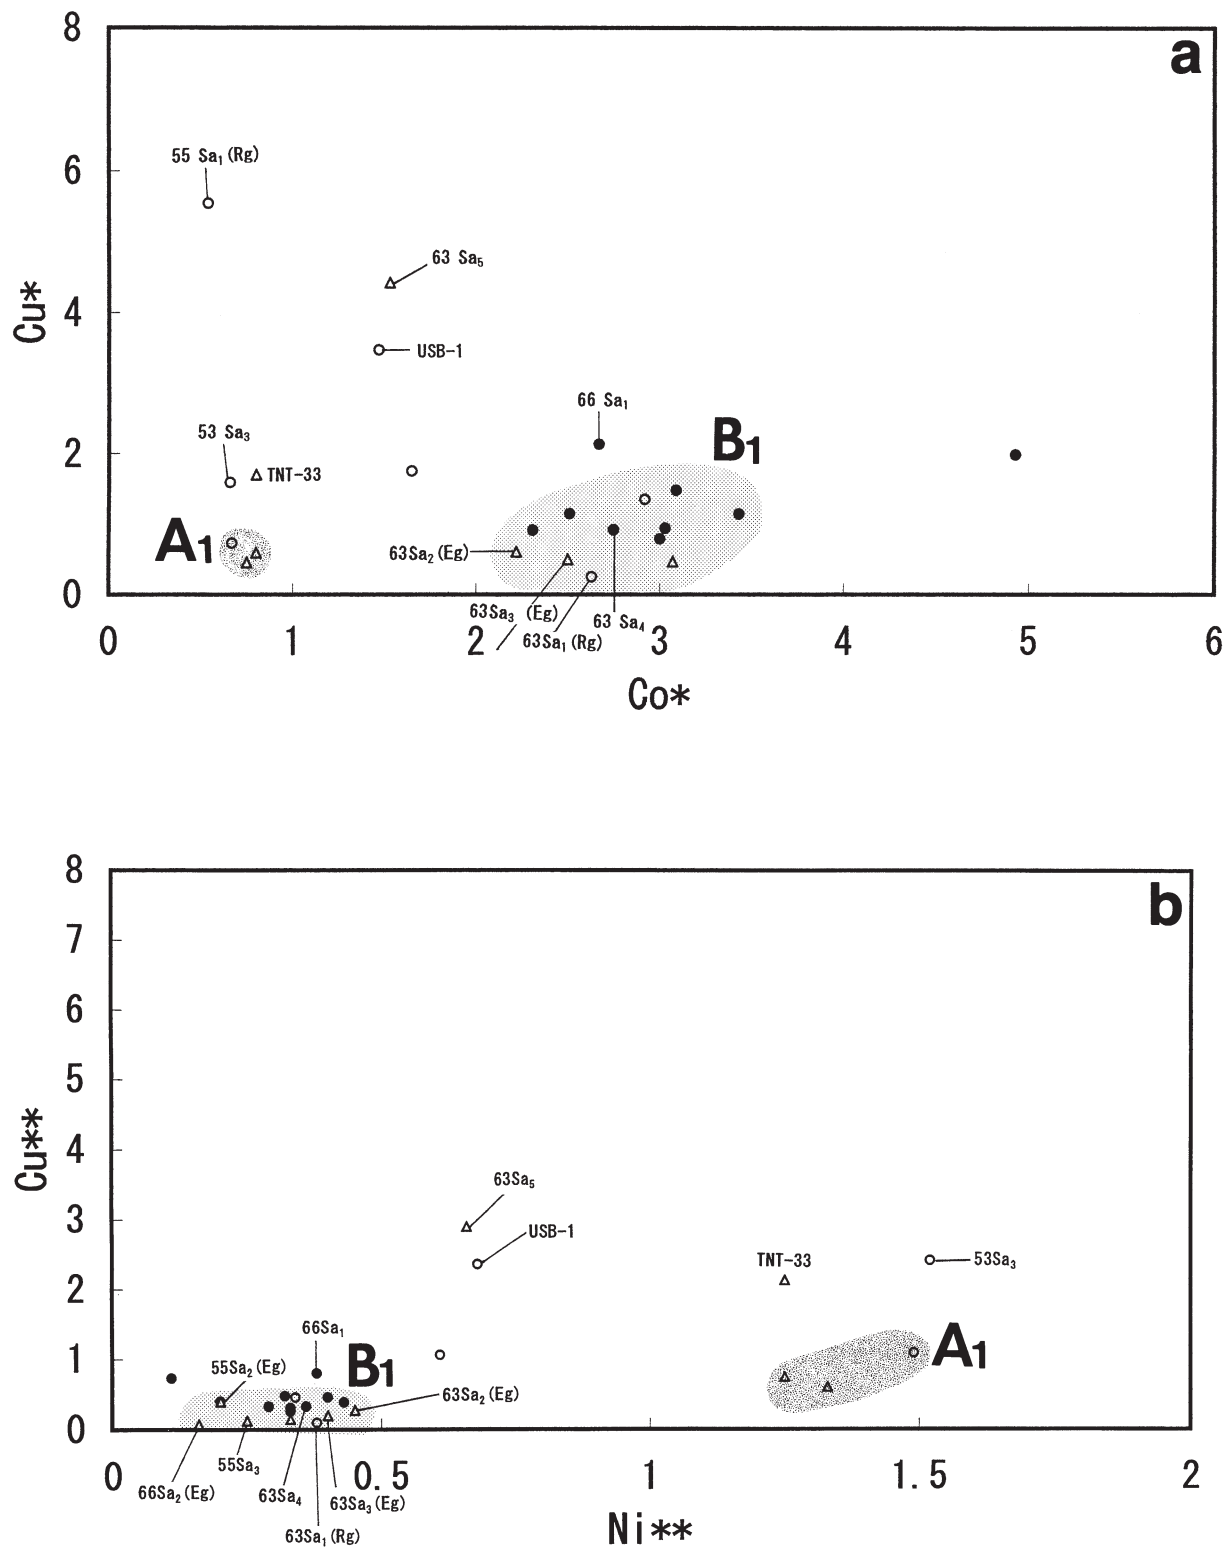 8
a
55 Sa₁(Rg)
6
63 Sa₅
Cu*
4
USB-1
66 Sa₁
53 Sa₃
B1
2
TNT-33
A1
63Sa₂(Eg)
0
63Sa₃ (Eg)
63 Sa₄
63Sa₁(Rg)
0 1 2 3 4 5 6
Co*
8
b
7
6
5
Cu**
4
63Sa₅
3
USB-1
TNT-33
53Sa₃
2
66Sa₁
1
B1
A1
55Sa₂(Eg)
63Sa₂(Eg)
0
55Sa₃
0 0.5 1 1.5 2
66Sa₂(Eg)
63Sa₄
63Sa₃(Eg)
63Sa₁(Rg)
Ni**